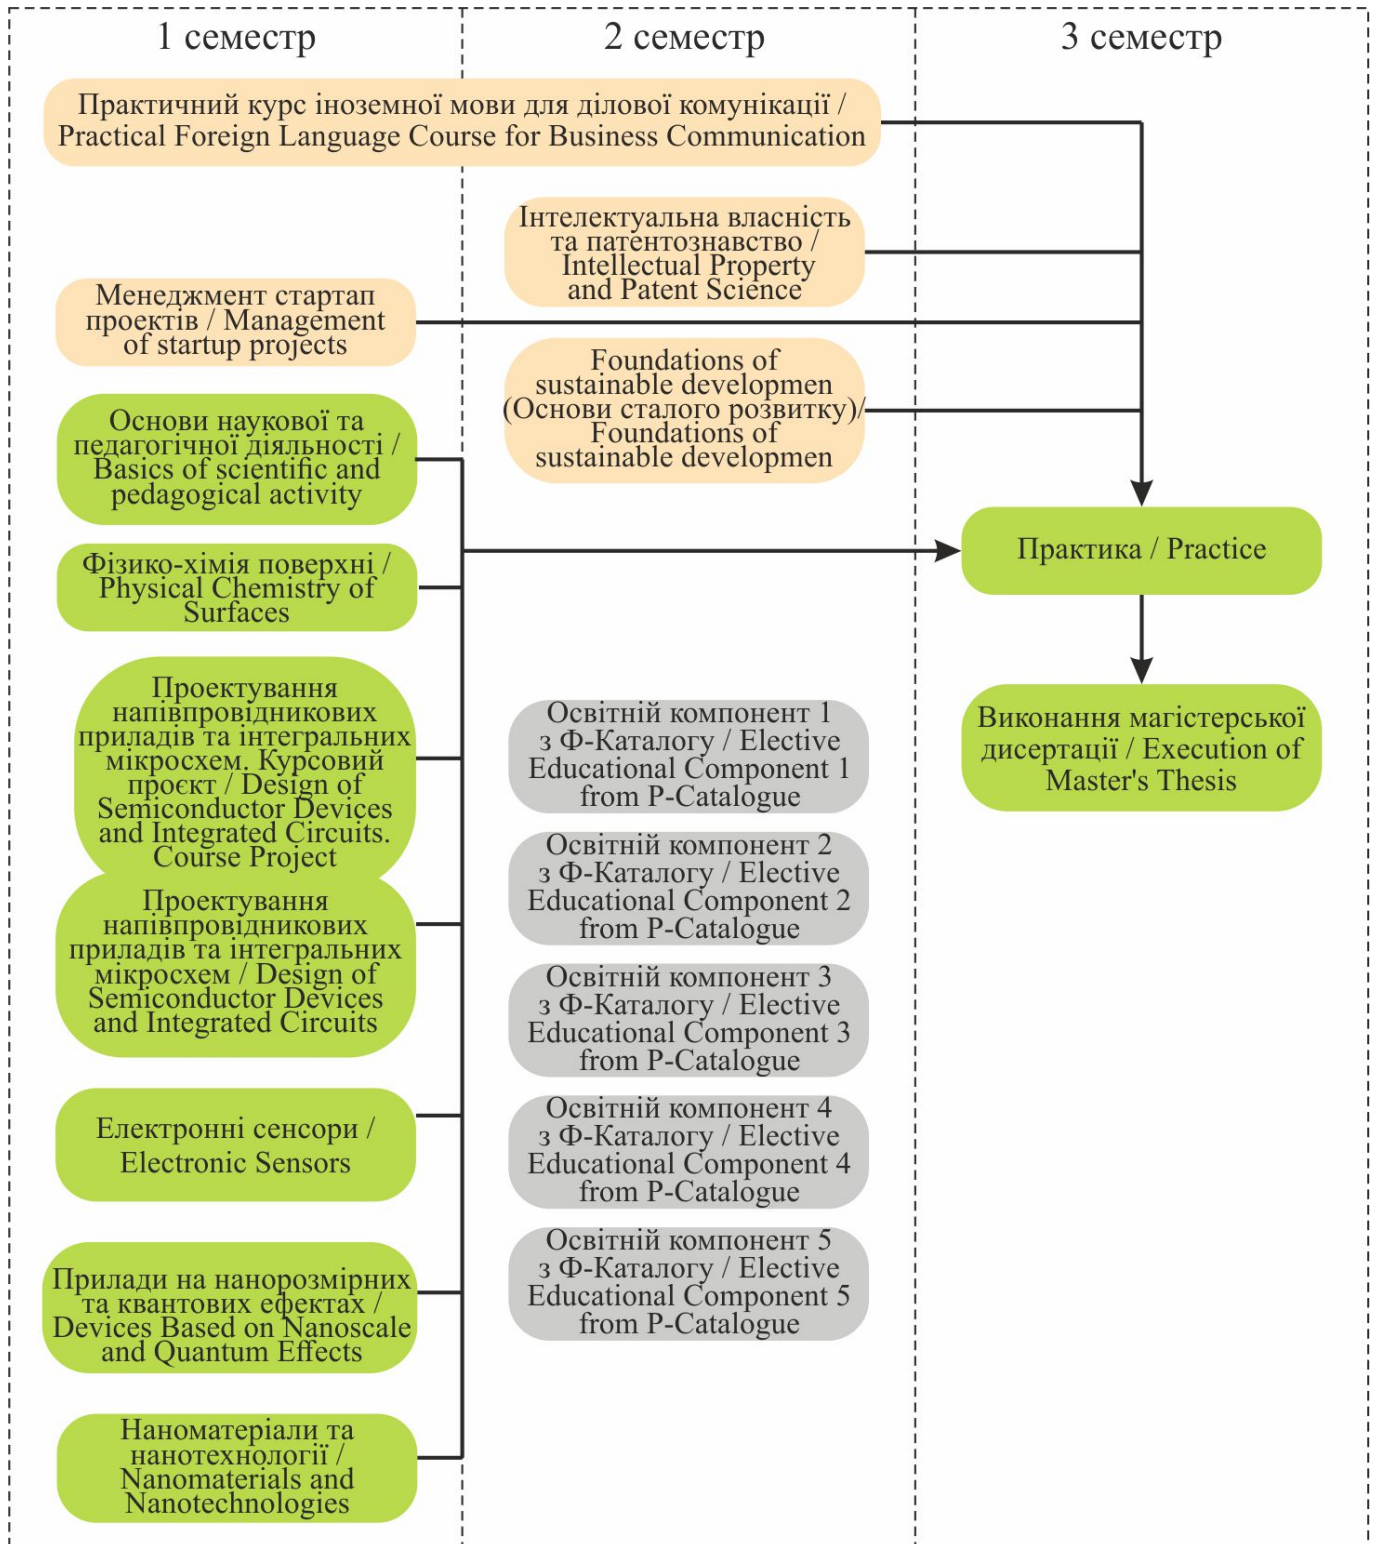 1 семестр
2 семестр
3 семестр
Практичний курс іноземної мови для ділової комунікації /
Practical Foreign Language Course for Business Communication
Інтелектуальна власність
та патентознавство /
Intellectual Property
and Patent Science
Менеджмент стартап
проектів / Management
of startup projects
Foundations of
sustainable developmen
(Основи сталого розвитку)/
Foundations of
sustainable developmen
Основи наукової та
педагогічної діяльності /
Basics of scientific and
pedagogical activity
Практика / Practice
Фізико-хімія поверхні /
Physical Chemistry of
Surfaces
Проектування
напівпровідникових
приладів та інтегральних
мікросхем. Курсовий
проєкт / Design of
Semiconductor Devices
and Integrated Circuits.
Course Project
Освітній компонент 1
з Ф-Каталогу / Elective
Educational Component 1
from P-Catalogue
Виконання магістерської
дисертації / Execution of
Master's Thesis
Освітній компонент 2
з Ф-Каталогу / Elective
Educational Component 2
from P-Catalogue
Проектування
напівпровідникових
приладів та інтегральних
мікросхем / Design of
Semiconductor Devices
and Integrated Circuits
Освітній компонент 3
з Ф-Каталогу / Elective
Educational Component 3
from P-Catalogue
Електронні сенсори /
Electronic Sensors
Освітній компонент 4
з Ф-Каталогу / Elective
Educational Component 4
from P-Catalogue
Прилади на нанорозмірних
та квантових ефектах /
Devices Based on Nanoscale
and Quantum Effects
Освітній компонент 5
з Ф-Каталогу / Elective
Educational Component 5
from P-Catalogue
Наноматеріали та
нанотехнології /
Nanomaterials and
Nanotechnologies